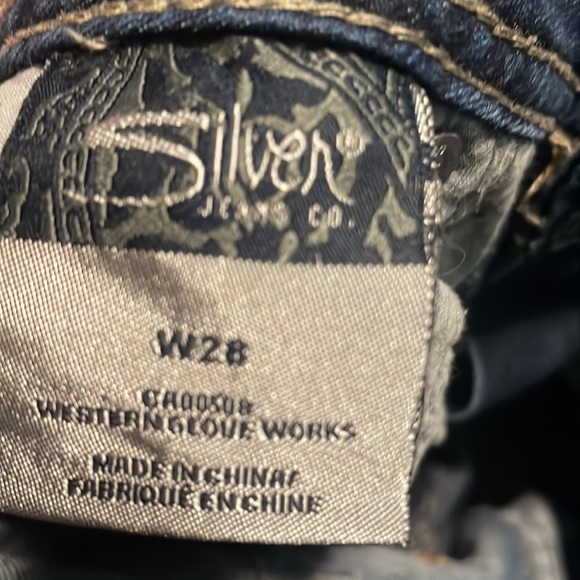 Silver®
JEANS CO.
W28
CA00508
WESTERN GLOVE WORKS
MADE IN CHINA/
FABRIQUÉ EN CHINE